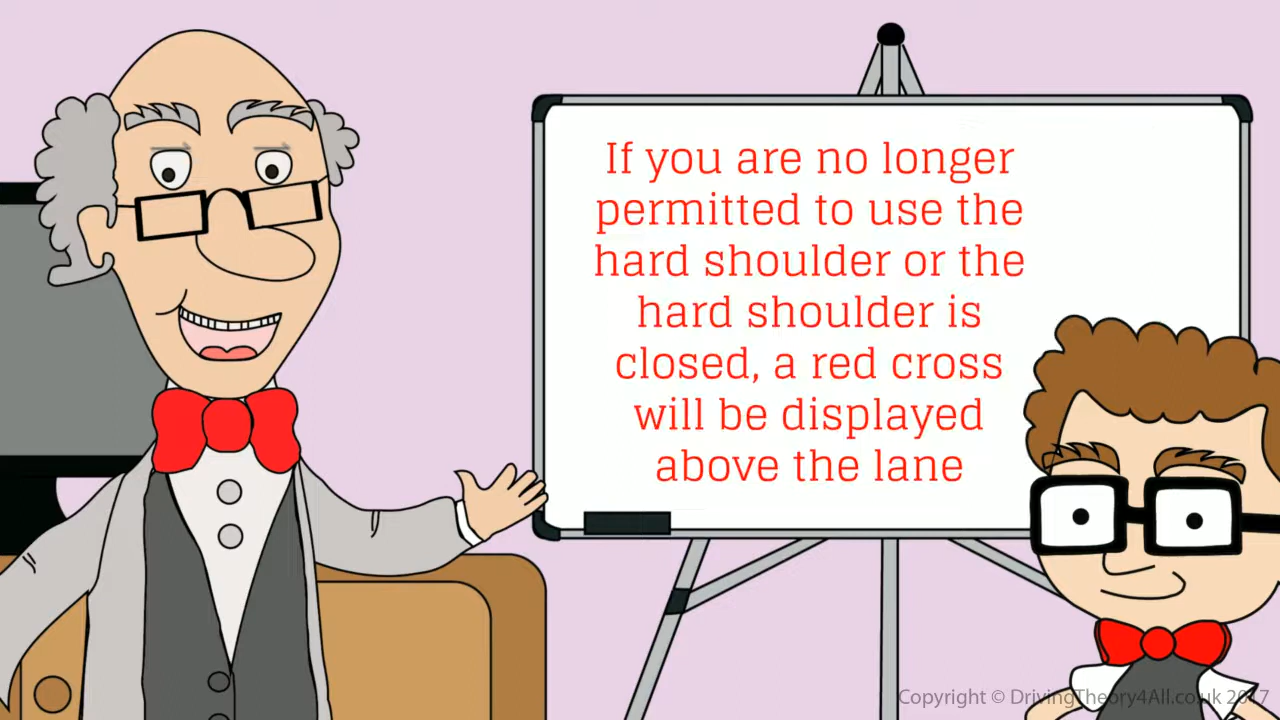 If you are no longer
permitted to use the
hard shoulder or the
hard shoulder is
closed, a red cross
will be displayed
above the lane
Copyright © DrivingTheory4All.co.uk 2017